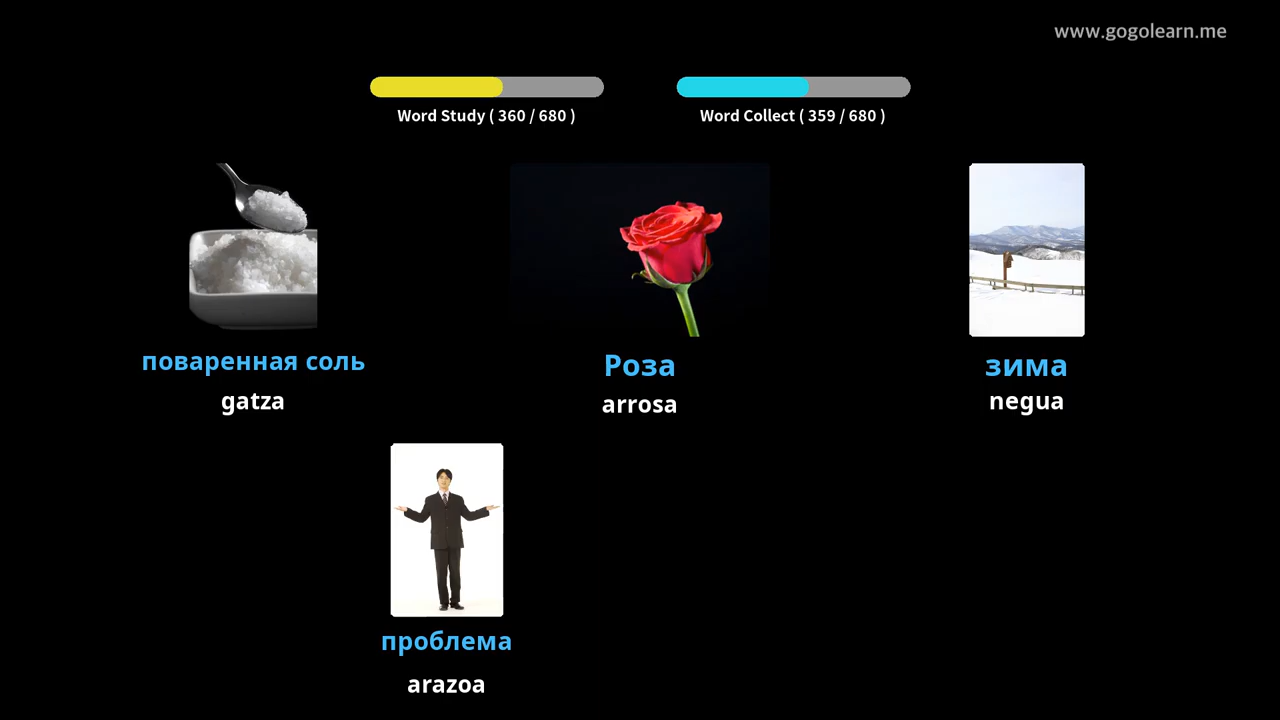 www.gogolearn.me
Word Study ( 360 / 680 )
Word Collect ( 359 / 680 )
поваренная соль
gatza
Роза
arrosa
зима
negua
проблема
arazoa